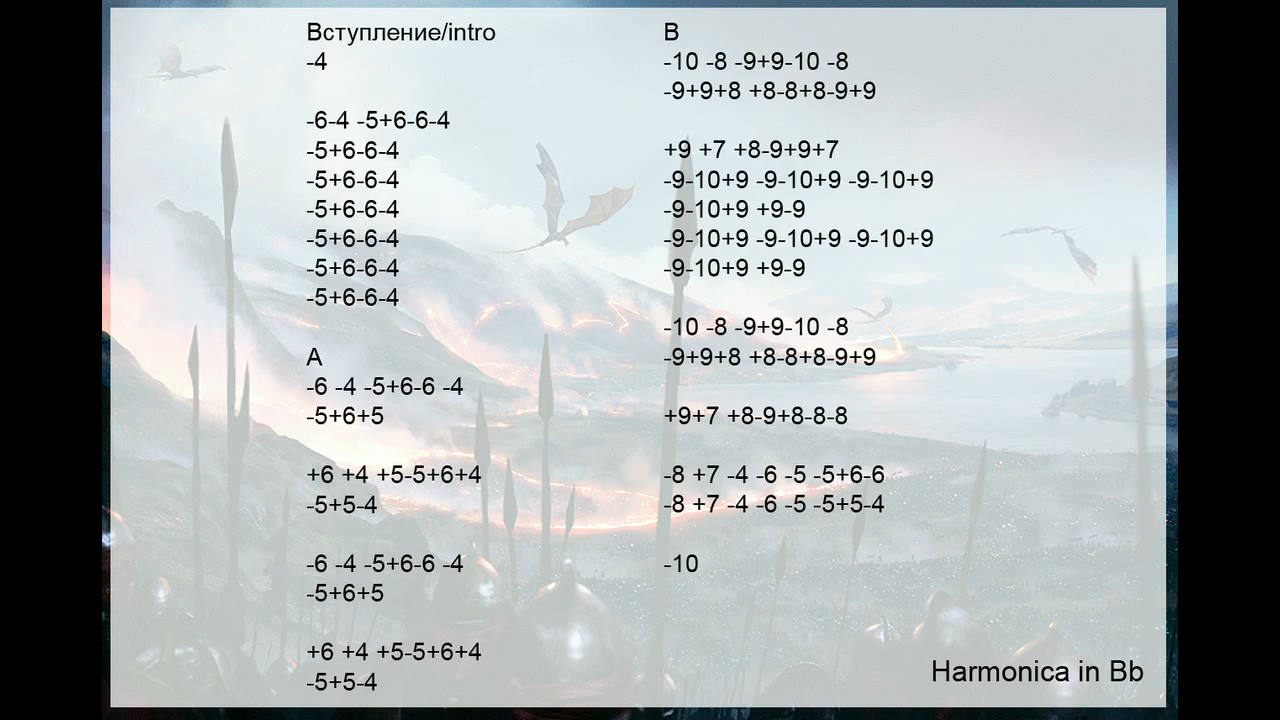 Вступление/intro
-4
-6-4 -5+6-6-4
-5+6-6-4
-5+6-6-4
-5+6-6-4
-5+6-6-4
-5+6-6-4
-5+6-6-4
A
-6 -4 -5+6-6 -4
-5+6+5
+6 +4 +5-5+6+4
-5+5-4
-6 -4 -5+6-6 -4
-5+6+5
+6 +4 +5-5+6+4
-5+5-4
B
-10 -8 -9+9-10 -8
-9+9+8 +8-8+8-9+9
+9 +7 +8-9+9+7
-9-10+9 -9-10+9 -9-10+9
-9-10+9 +9-9
-9-10+9 -9-10+9 -9-10+9
-9-10+9 +9-9
-10 -8 -9+9-10 -8
-9+9+8 +8-8+8-9+9
+9+7 +8-9+8-8-8
-8 +7 -4 -6 -5 -5+6-6
-8 +7 -4 -6 -5 -5+5-4
-10
Harmonica in Bb